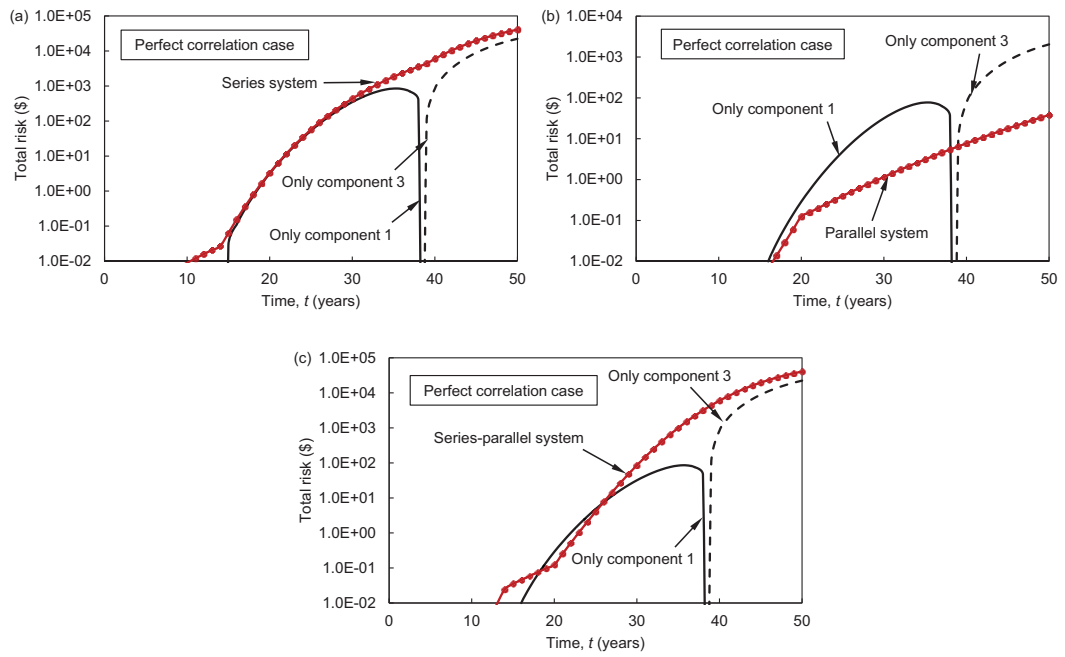 (a)
1.0E+05
1.0E+04
1.0E+03
1.0E+02
1.0E+01
1.0E+00
1.0E-01
1.0E-02
Total risk ($)
Perfect correlation case
Series system
Only component 3
Only component 1
0 10 20 30 40 50
Time, t (years)
(b)
1.0E+04
1.0E+03
1.0E+02
1.0E+01
1.0E+00
1.0E-01
1.0E-02
Total risk ($)
Perfect correlation case
Only component 3
Only component 1
Parallel system
0 10 20 30 40 50
Time, t (years)
(c)
1.0E+05
1.0E+04
1.0E+03
1.0E+02
1.0E+01
1.0E+00
1.0E-01
1.0E-02
Total risk ($)
Perfect correlation case
Only component 3
Series-parallel system
Only component 1
0 10 20 30 40 50
Time, t (years)